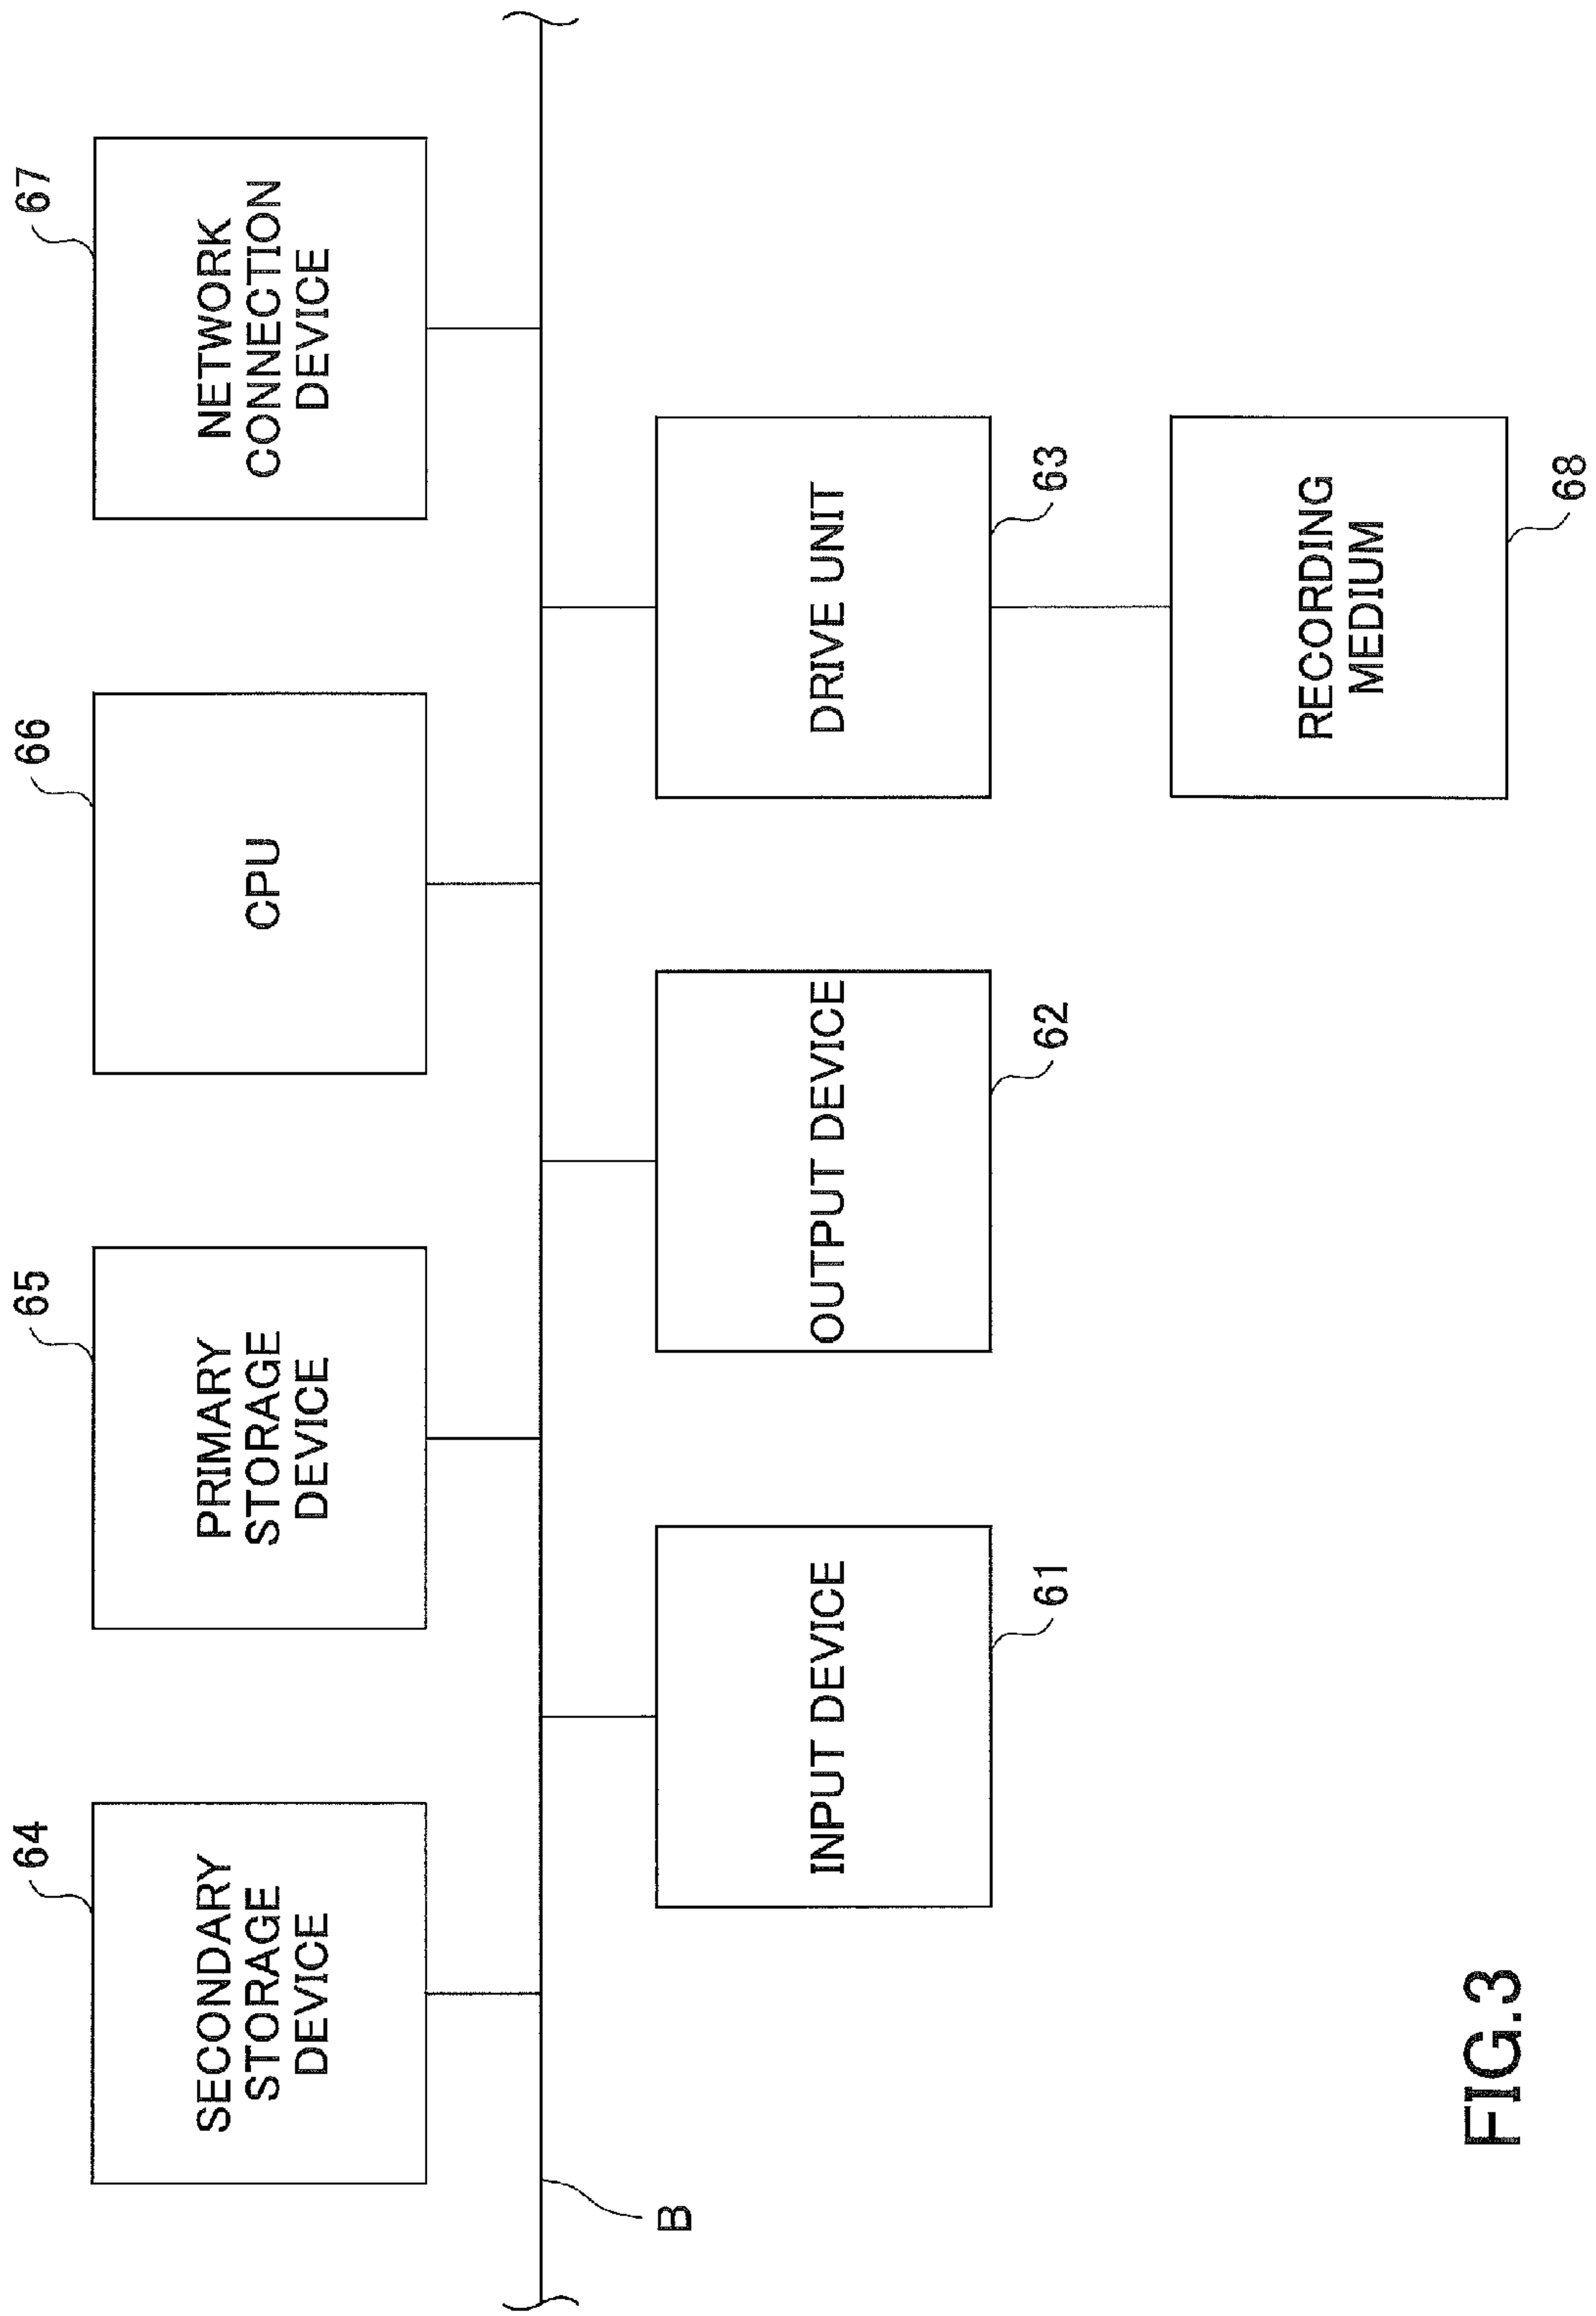 64
SECONDARY
STORAGE
DEVICE
65
PRIMARY
STORAGE
DEVICE
66
CPU
67
NETWORK
CONNECTION
DEVICE
B
INPUT DEVICE
61
OUTPUT DEVICE
62
DRIVE UNIT
63
RECORDING
MEDIUM
68
FIG.3